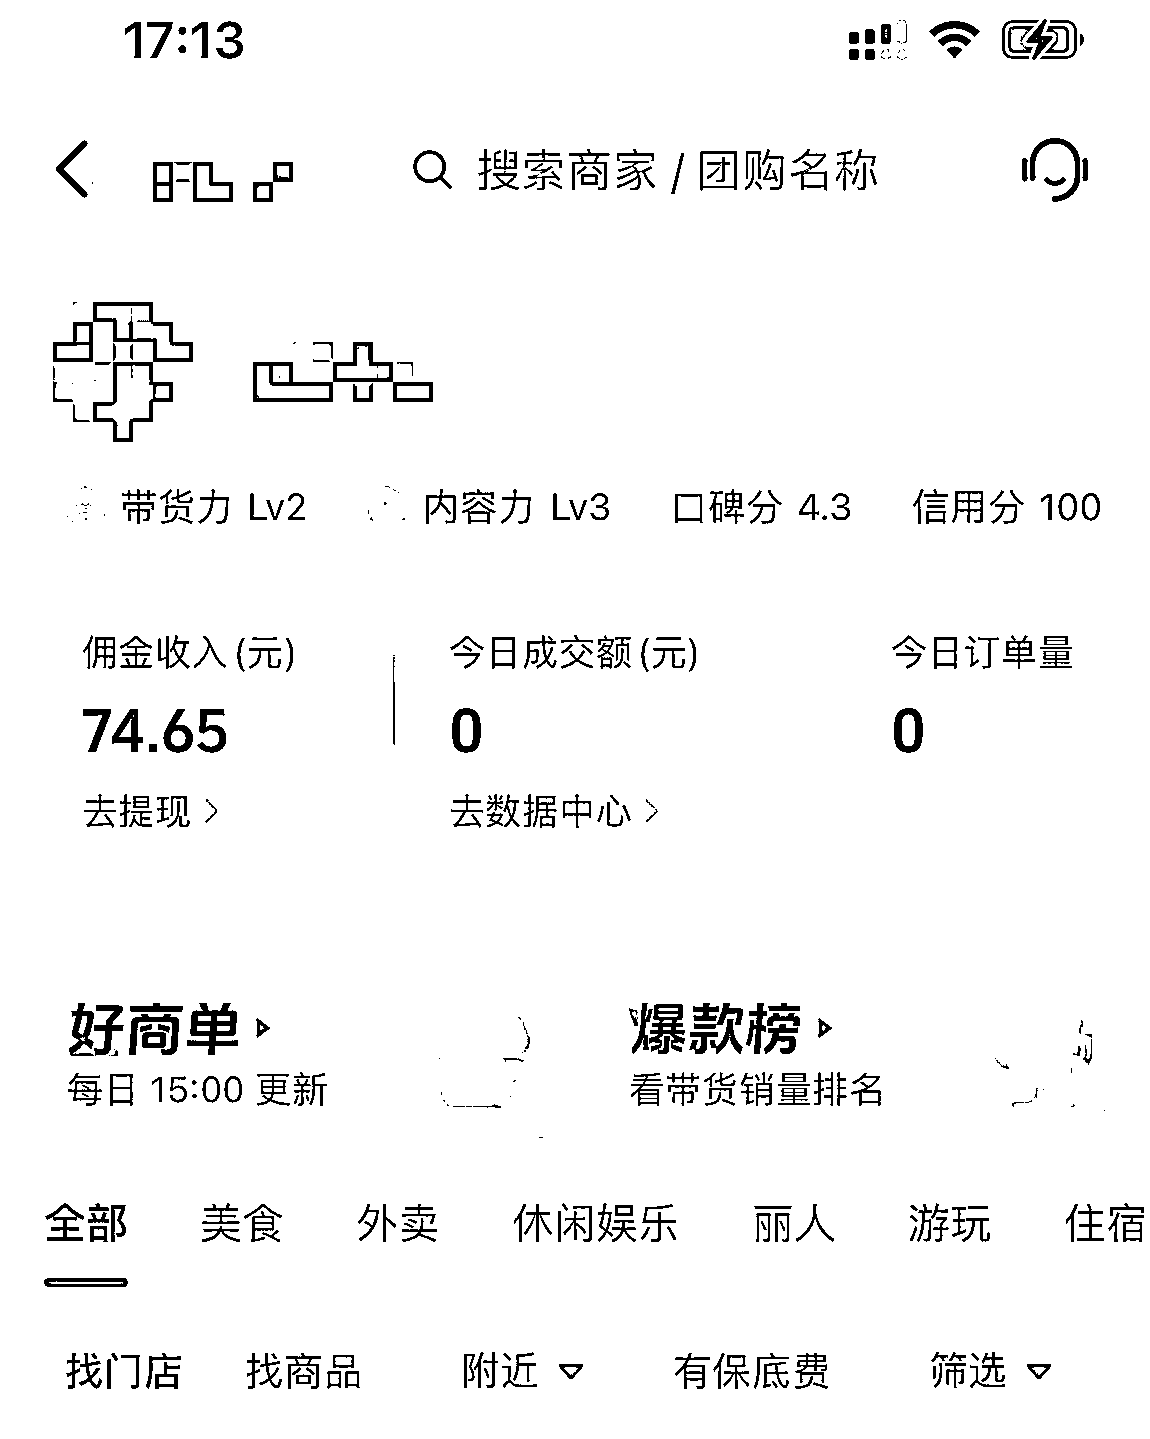 17:13
搜索商家 / 团购名称
带货力 Lv2 内容力 Lv3 口碑分 4.3 信用分 100
佣金收入(元) 今日成交额(元) 今日订单量
74.65 0 0
去提现 去数据中心
好商单 爆款榜
每日 15:00 更新 看带货销量排名
全部 美食 外卖 休闲娱乐 丽人 游玩 住宿
找门店 找商品 附近 有保底费 筛选